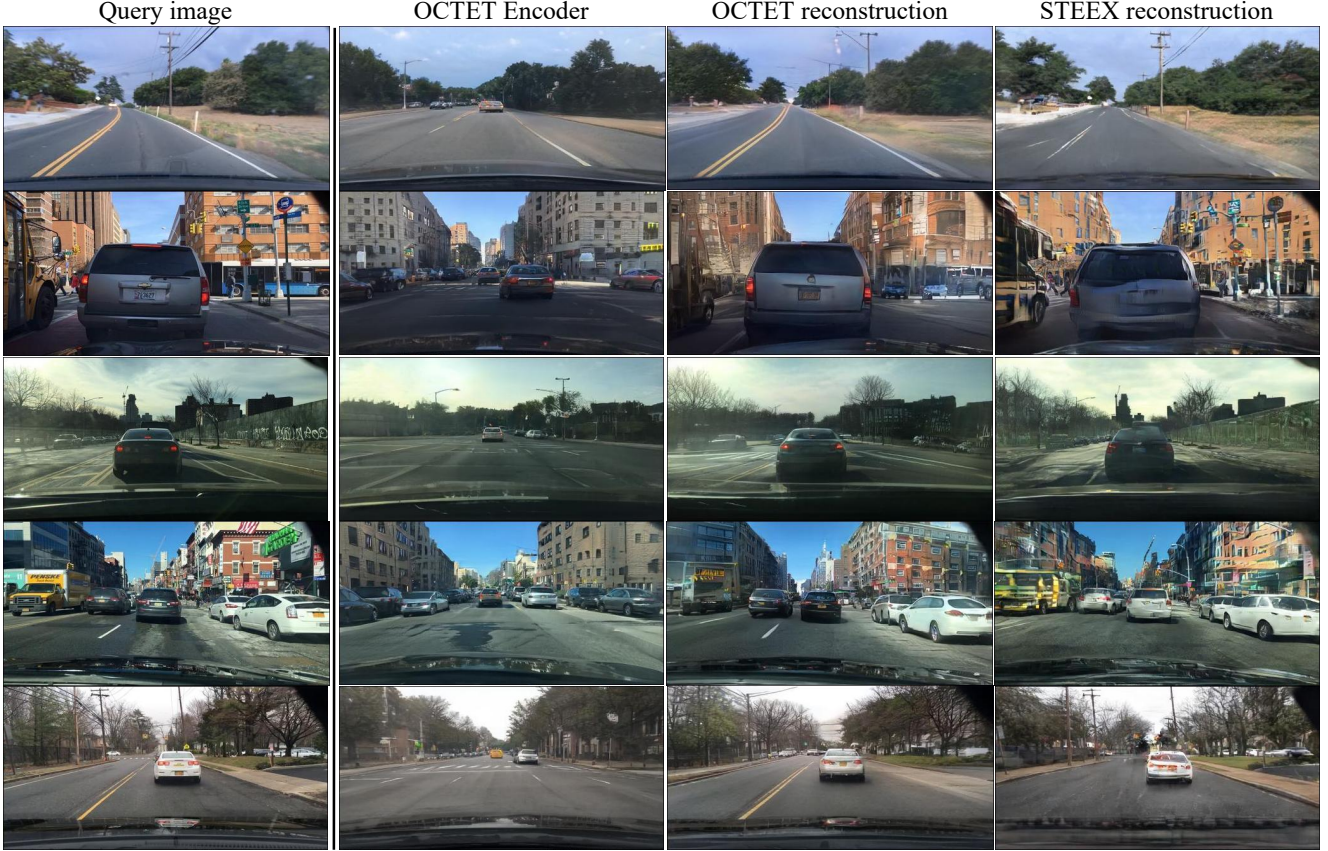 Query image
OCTET Encoder
OCTET reconstruction
STEEX reconstruction
PENSKE